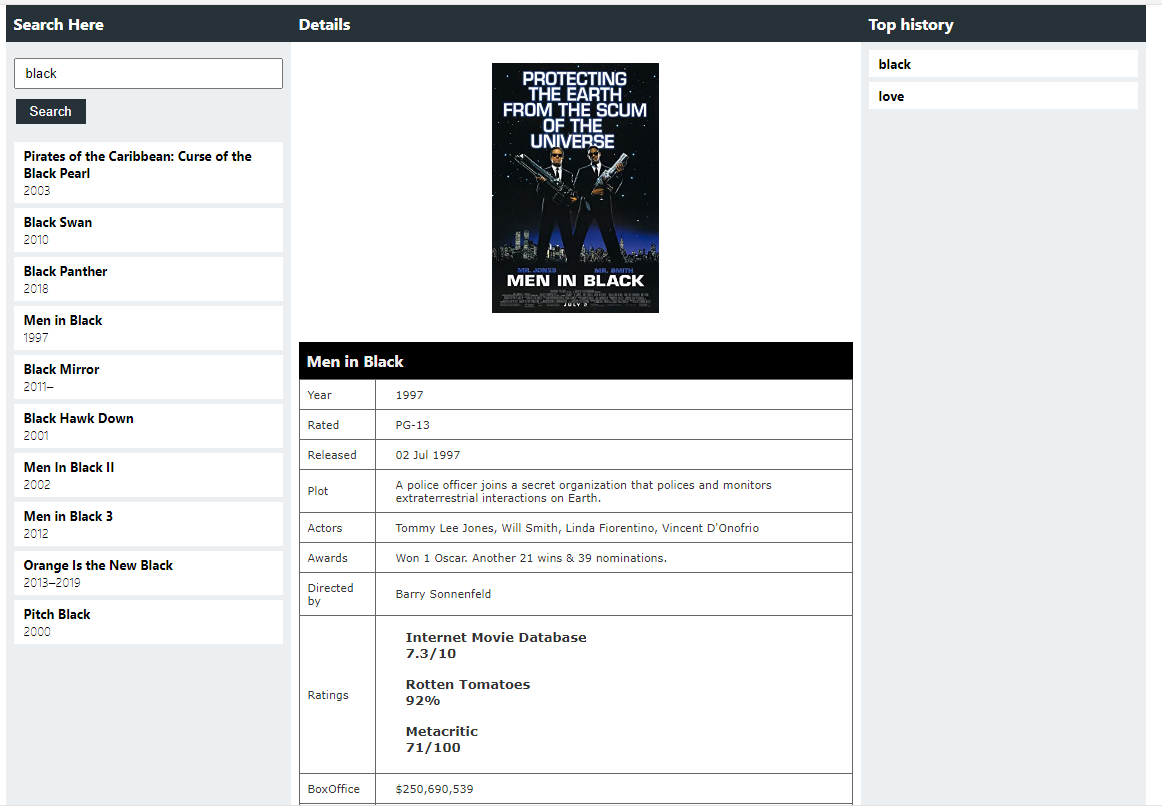 Search Here
black
Search
Pirates of the Caribbean: Curse of the
Black Pearl
2003
Black Swan
2010
Black Panther
2018
Men in Black
1997
Black Mirror
2011–
Black Hawk Down
2001
Men In Black II
2002
Men in Black 3
2012
Orange Is the New Black
2013–2019
Pitch Black
2000
Details
PROTECTING
THE EARTH
FROM THE SCUM
OF THE
UNIVERSE
MR. JONES MR. SMITH
MEN IN BLACK
JULY 2
Men in Black
Year 1997
Rated PG-13
Released 02 Jul 1997
Plot A police officer joins a secret organization that polices and monitors
extraterrestrial interactions on Earth.
Actors Tommy Lee Jones, Will Smith, Linda Fiorentino, Vincent D'Onofrio
Awards Won 1 Oscar. Another 21 wins & 39 nominations.
Directed
by Barry Sonnenfeld
Ratings
Internet Movie Database
7.3/10
Rotten Tomatoes
92%
Metacritic
71/100
BoxOffice $250,690,539
Top history
black
love